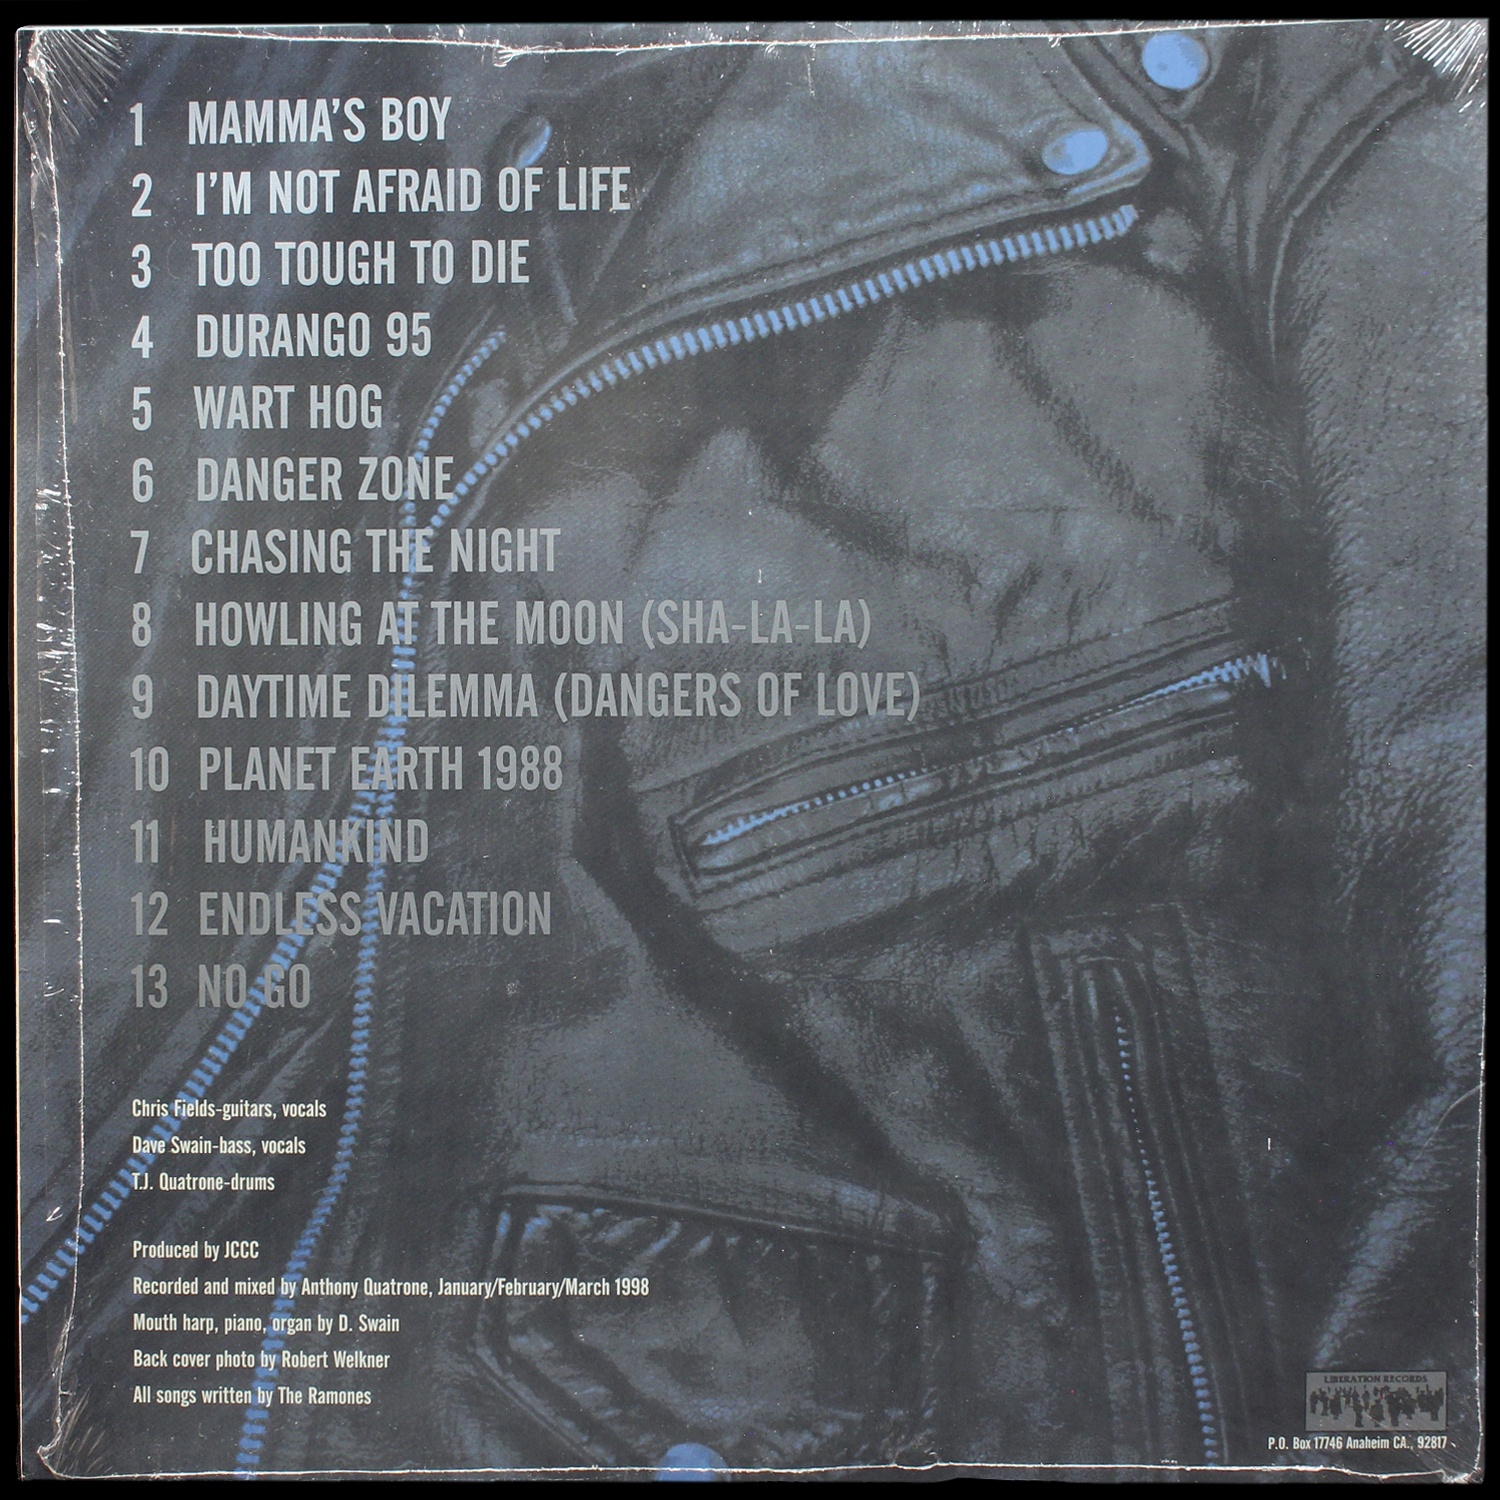 1 MAMMA'S BOY
2 I'M NOT AFRAID OF LIFE
3 TOO TOUGH TO DIE
4 DURANGO 95
5 WART HOG
6 DANGER ZONE
7 CHASING THE NIGHT
8 HOWLING AT THE MOON (SHA-LA-LA)
9 DAYTIME DILEMMA (DANGERS OF LOVE)
10 PLANET EARTH 1988
11 HUMANKIND
12 ENDLESS VACATION
13 NO GO
Chris Fields-guitars, vocals
Dave Swain-bass, vocals
T.J. Quatrone-drums
Produced by JCCC
Recorded and mixed by Anthony Quatrone, January/February/March 1998
Mouth harp, piano, organ by D. Swain
Back cover photo by Robert Welkner
All songs written by The Ramones
LIBERATION RECORDS
P.O. Box 17746 Anaheim CA., 92817